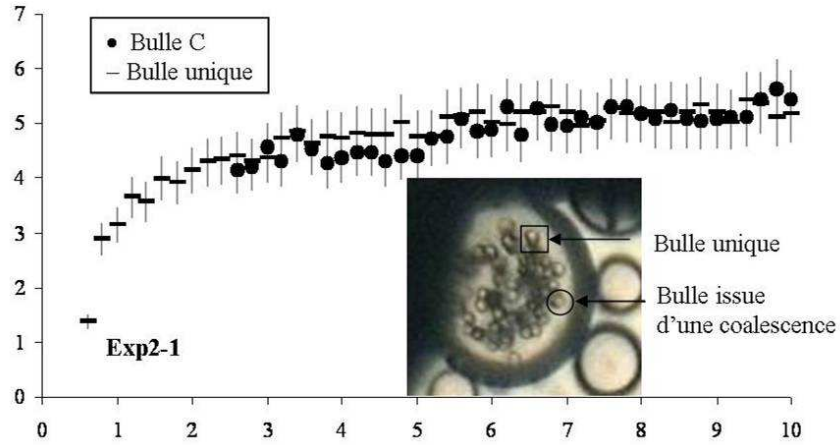 7
6
5
4
3
2
1
0
Bulle C
Bulle unique
Bulle unique
Bulle issue
d'une coalescence
Exp2-1
0 1 2 3 4 5 6 7 8 9 10